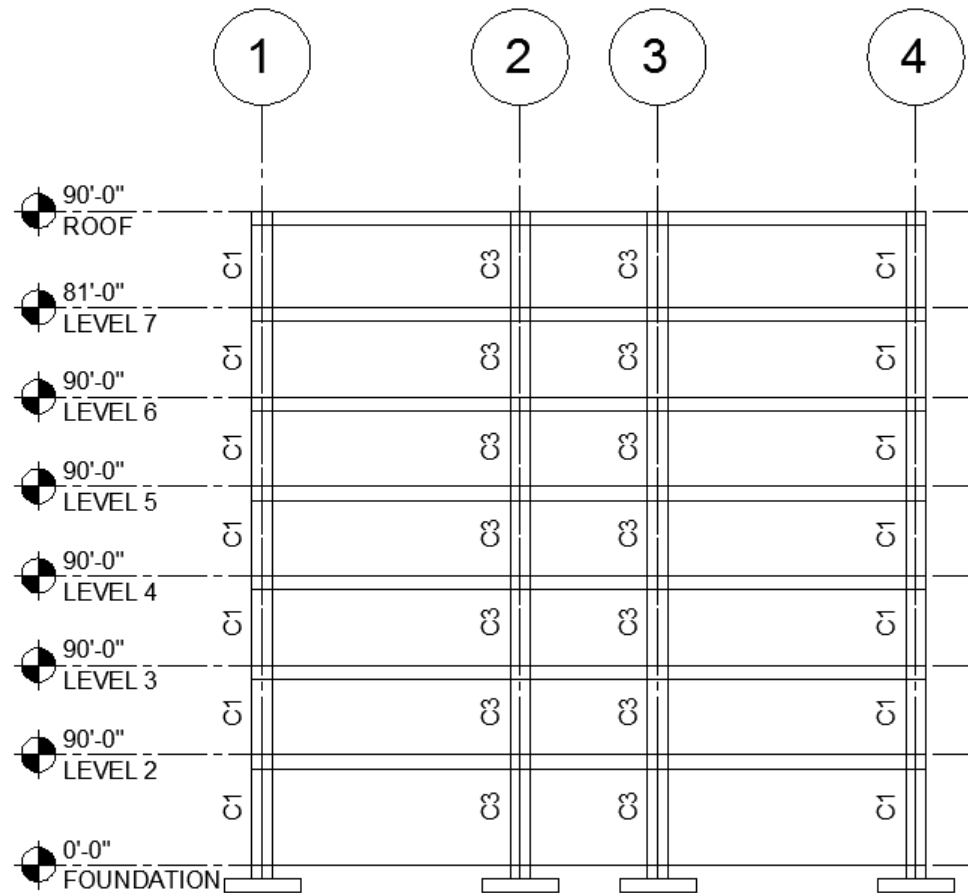 1 2 3 4
90'-0"
ROOF
C1 C3 C3 C1
81'-0"
LEVEL 7
C1 C3 C3 C1
90'-0"
LEVEL 6
C1 C3 C3 C1
90'-0"
LEVEL 5
C1 C3 C3 C1
90'-0"
LEVEL 4
C1 C3 C3 C1
90'-0"
LEVEL 3
C1 C3 C3 C1
90'-0"
LEVEL 2
C1 C3 C3 C1
0'-0"
FOUNDATION